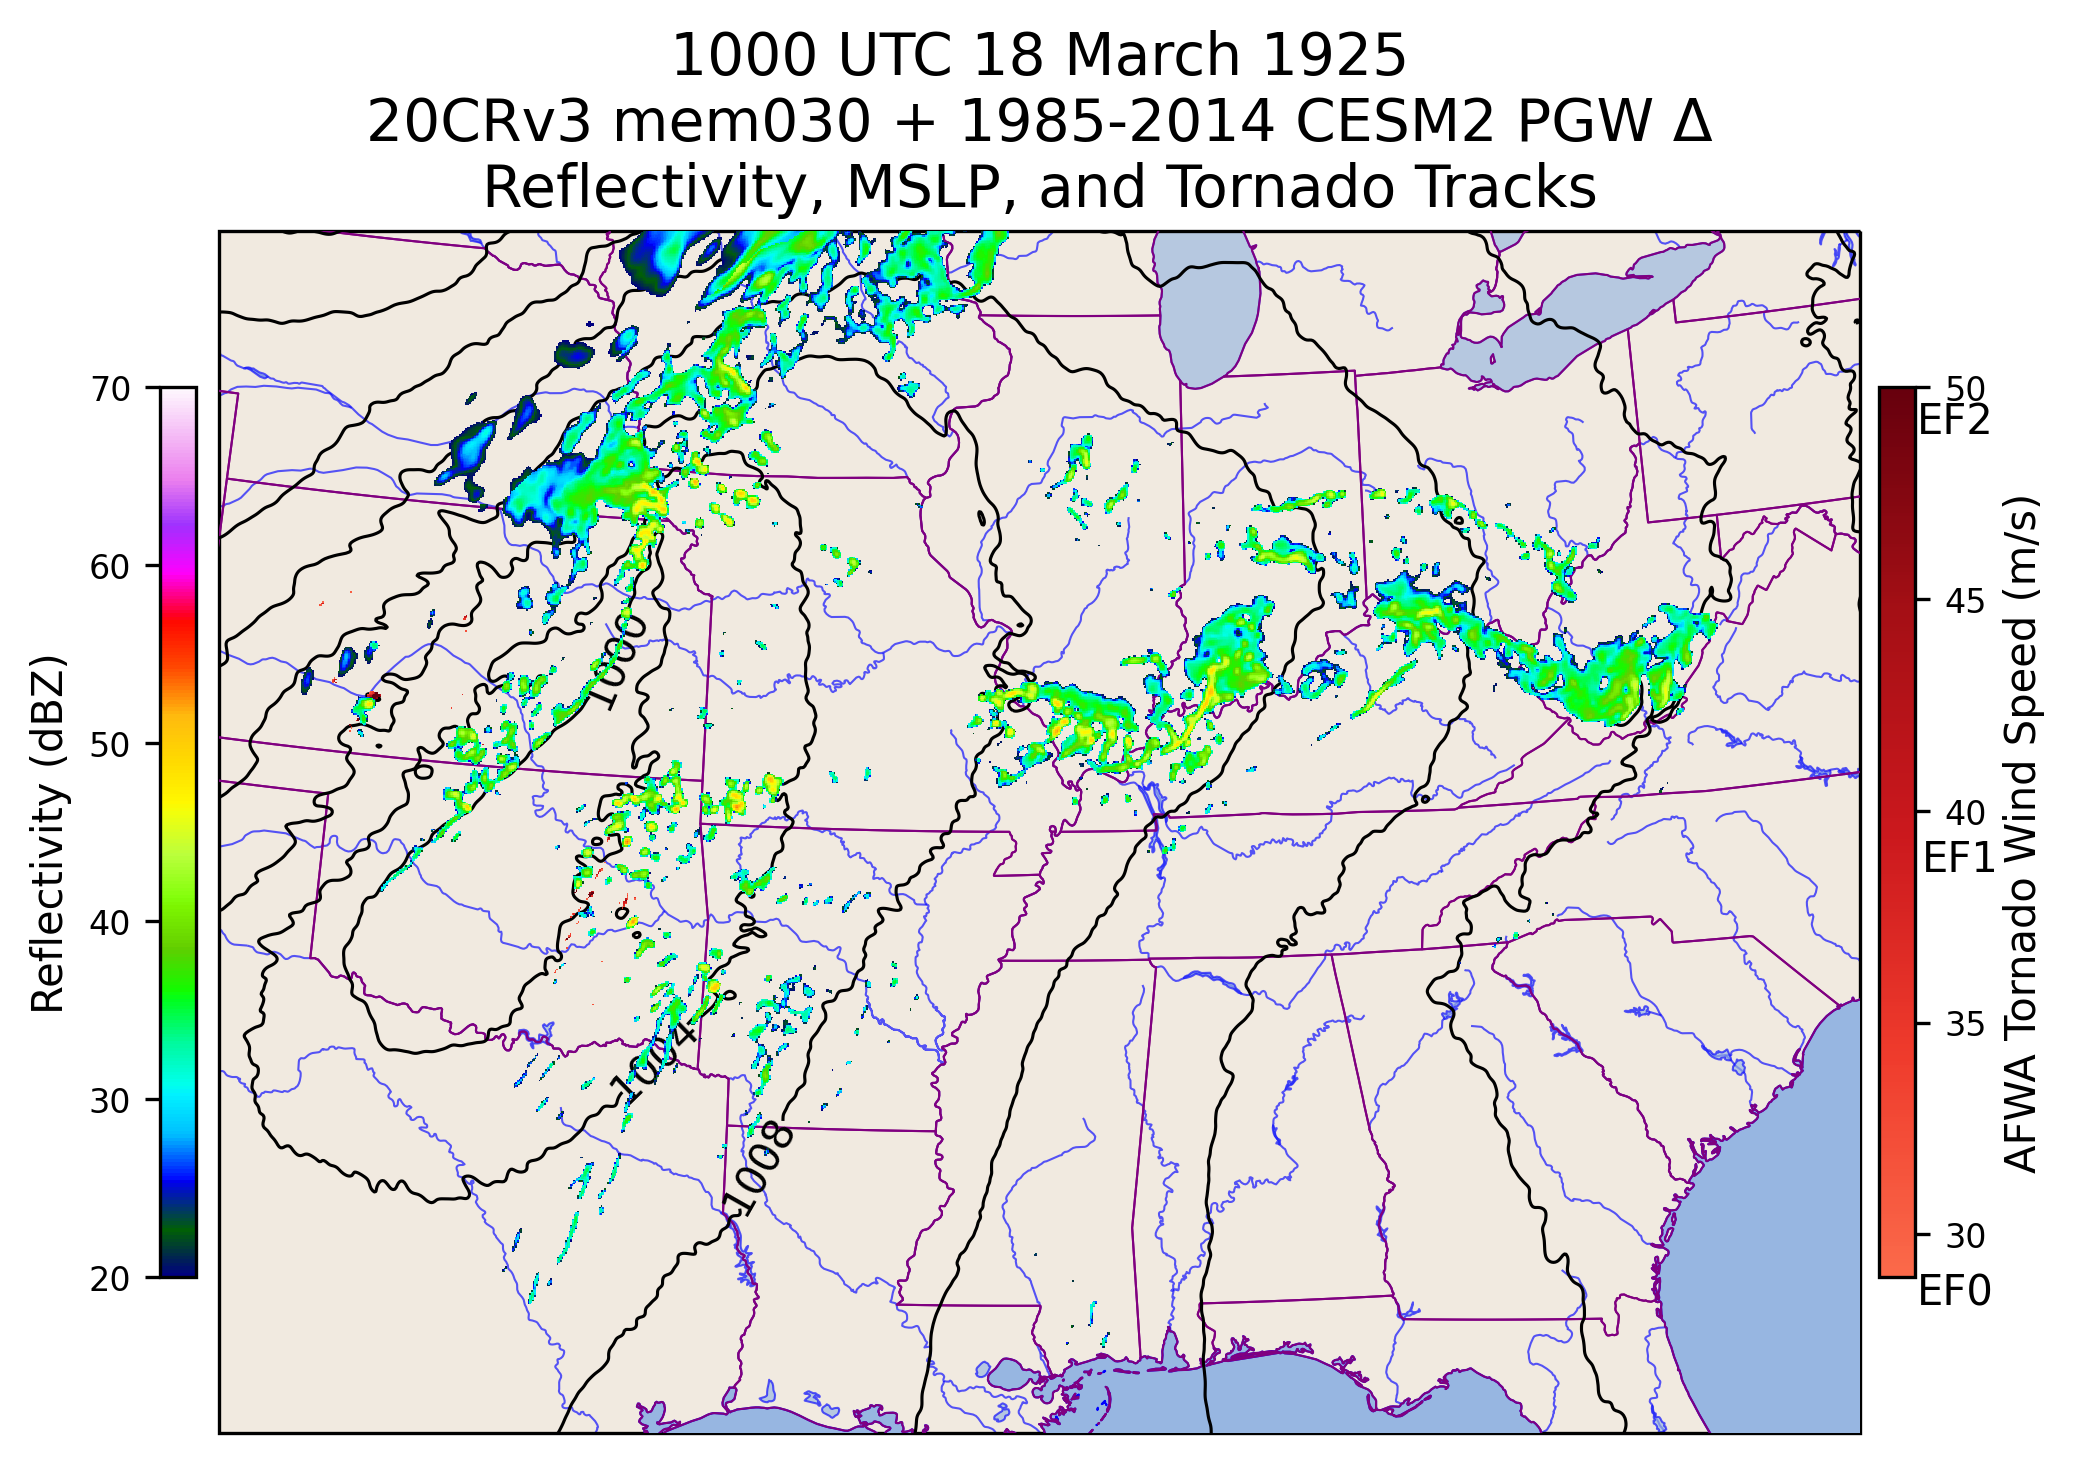 1000 UTC 18 March 1925
20CRv3 mem030 + 1985-2014 CESM2 PGW Δ
Reflectivity, MSLP, and Tornado Tracks
Reflectivity (dBZ)
70
60
50
40
30
20
1000
1004
1008
50
EF2
45
40
EF1
35
30
EF0
AFWA Tornado Wind Speed (m/s)